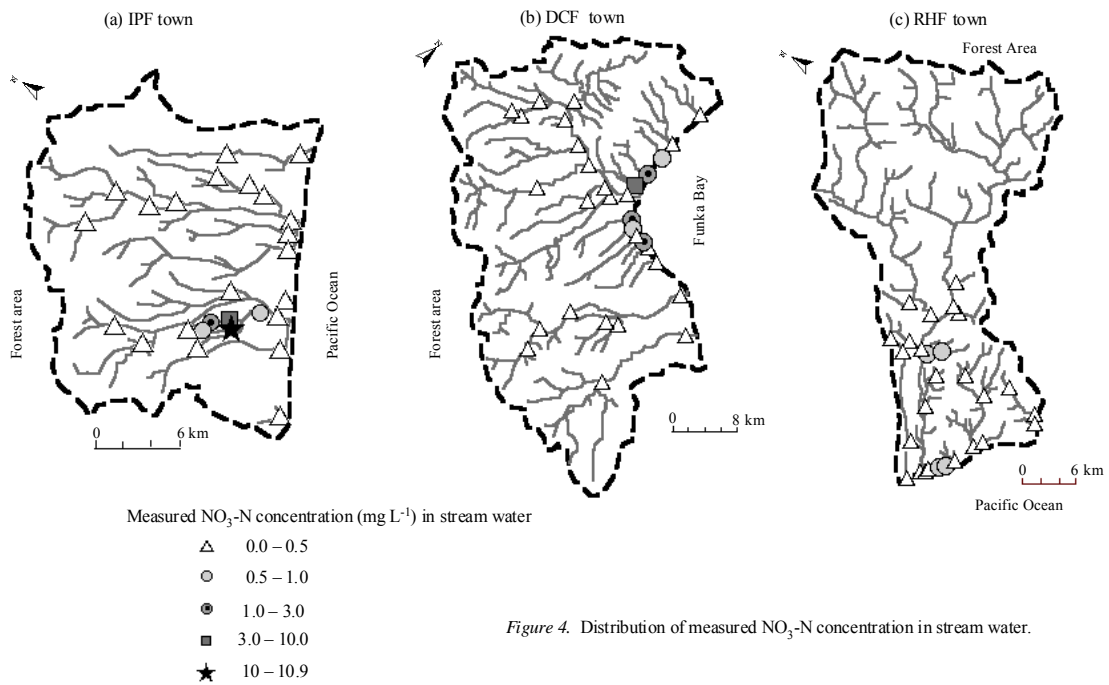 (a) IPF town
(b) DCF town
(c) RHF town
N
N
N
Forest Area
Forest area
Pacific Ocean
Forest area
Funka Bay
0 6 km
0 8 km
0 6 km
Pacific Ocean
Measured NO₃-N concentration (mg L⁻¹) in stream water
0.0 – 0.5
0.5 – 1.0
1.0 – 3.0
3.0 – 10.0
10 – 10.9
Figure 4. Distribution of measured NO₃-N concentration in stream water.